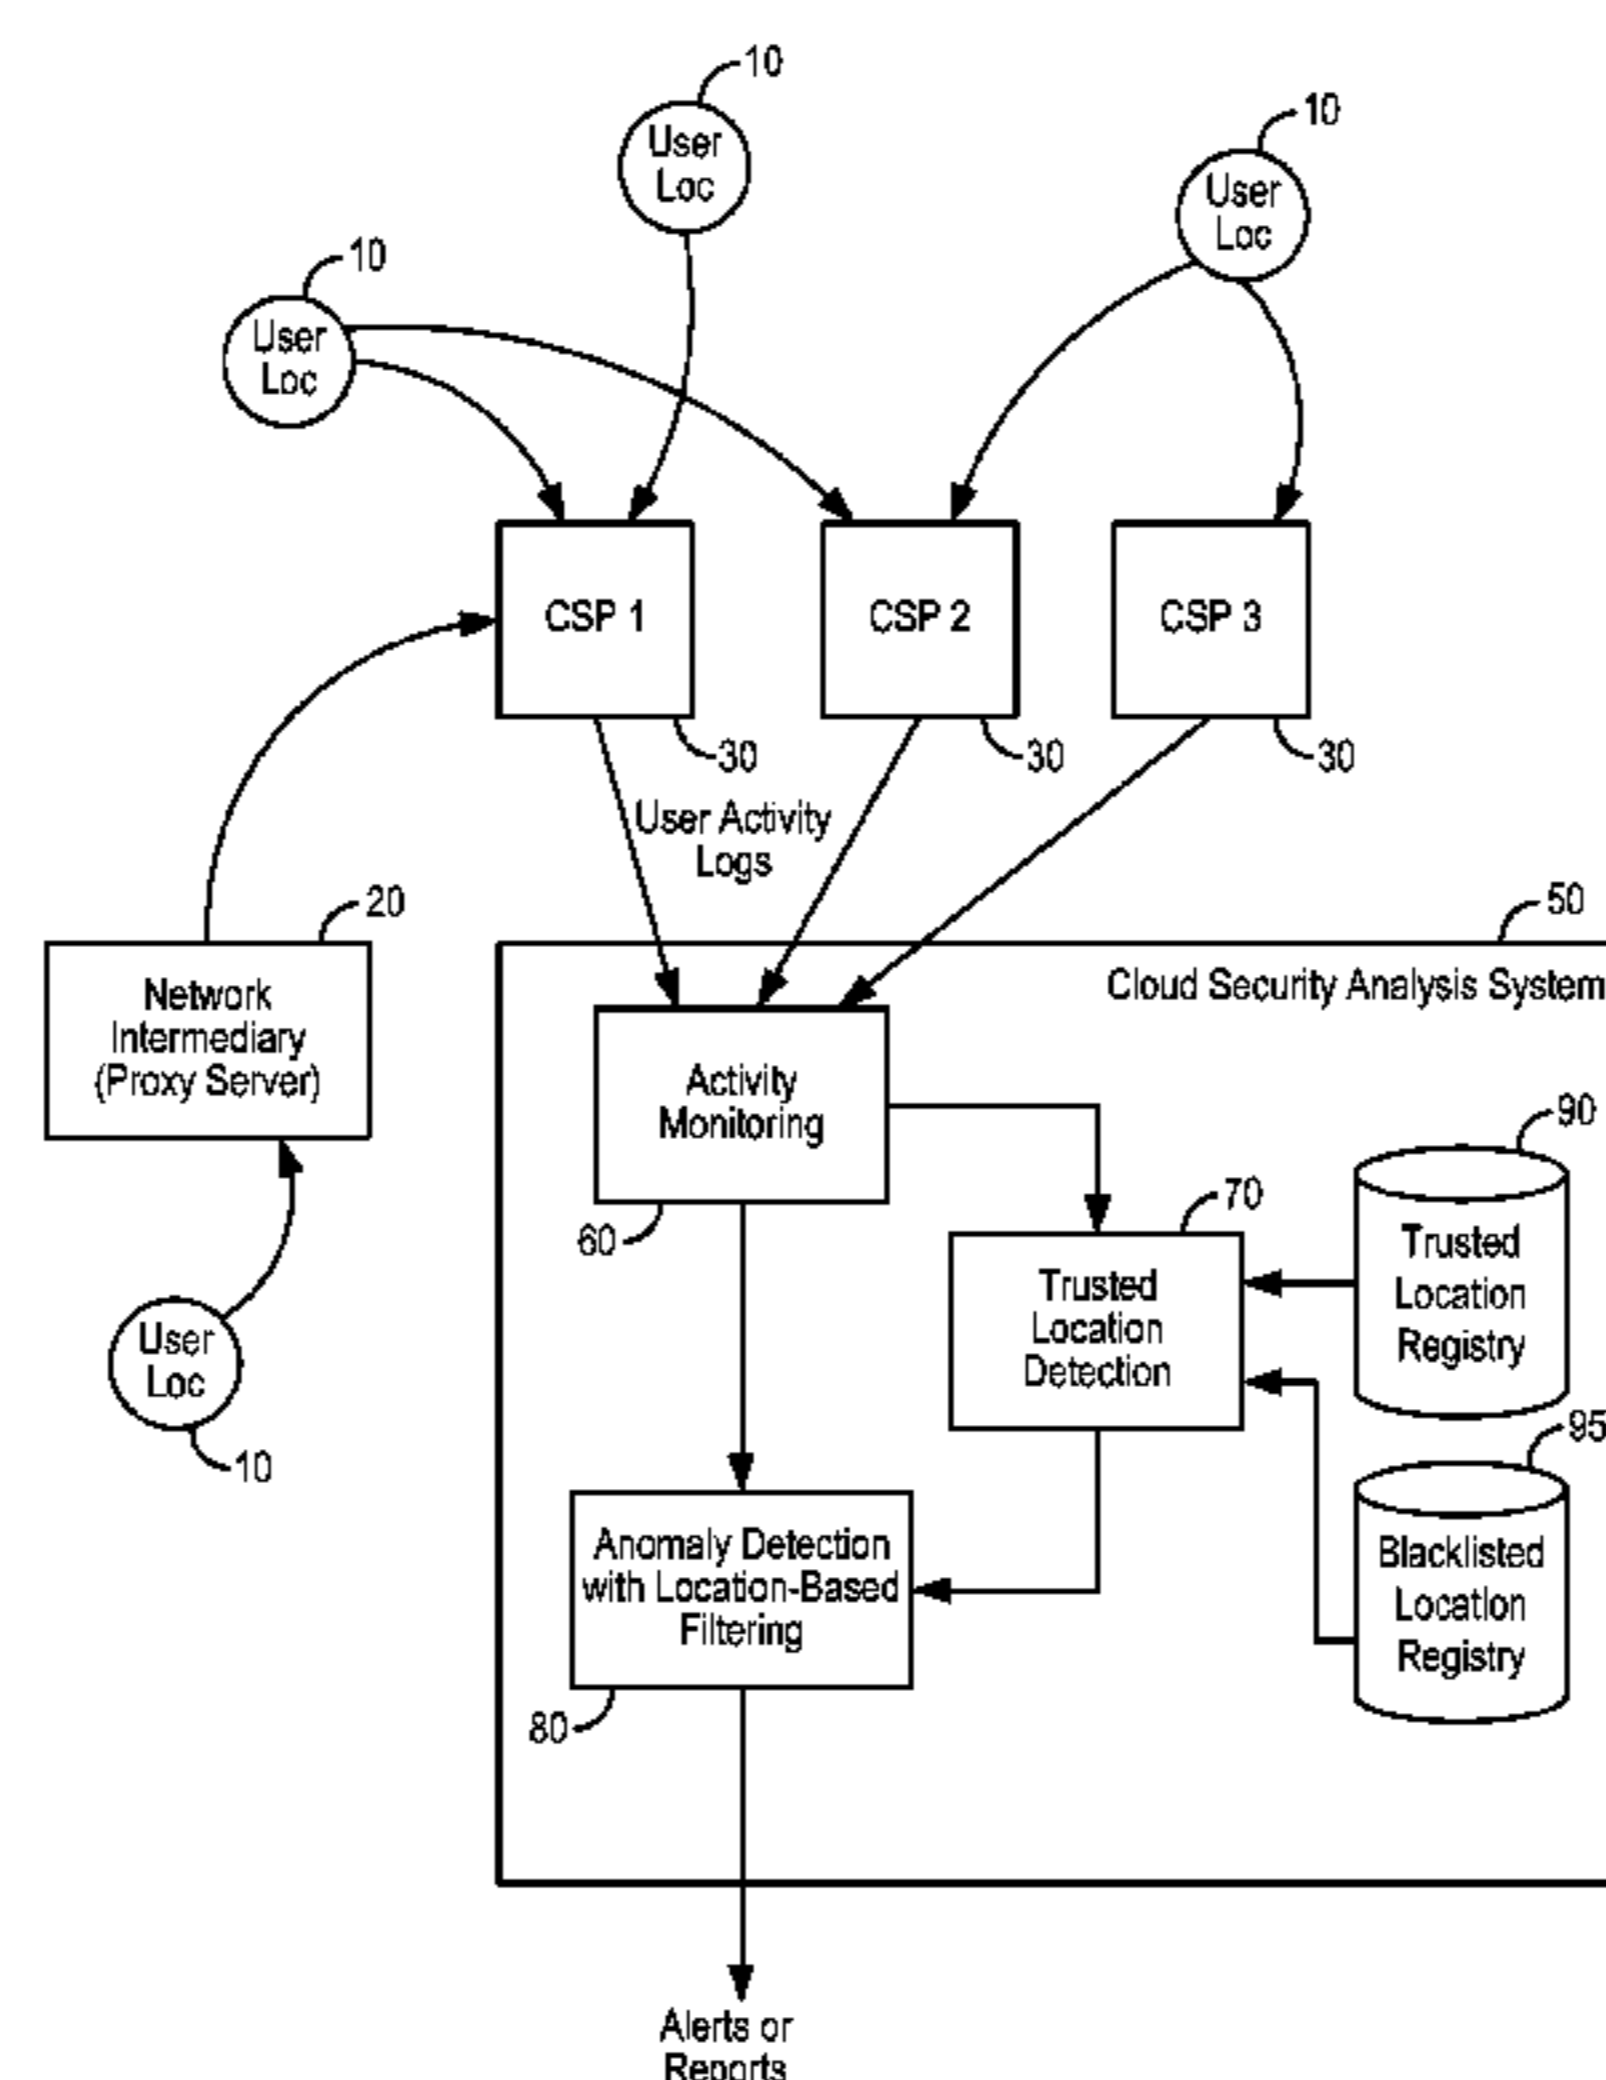 10
User
Loc
10
User
Loc
10
User
Loc
CSP 1
CSP 2
CSP 3
30
30
30
User Activity
Logs
20
Network
Intermediary
(Proxy Server)
User
Loc
10
50
Cloud Security Analysis System
Activity
Monitoring
60
70
Trusted
Location
Detection
90
Trusted
Location
Registry
95
Blacklisted
Location
Registry
Anomaly Detection
with Location-Based
Filtering
80
Alerts or
Reports